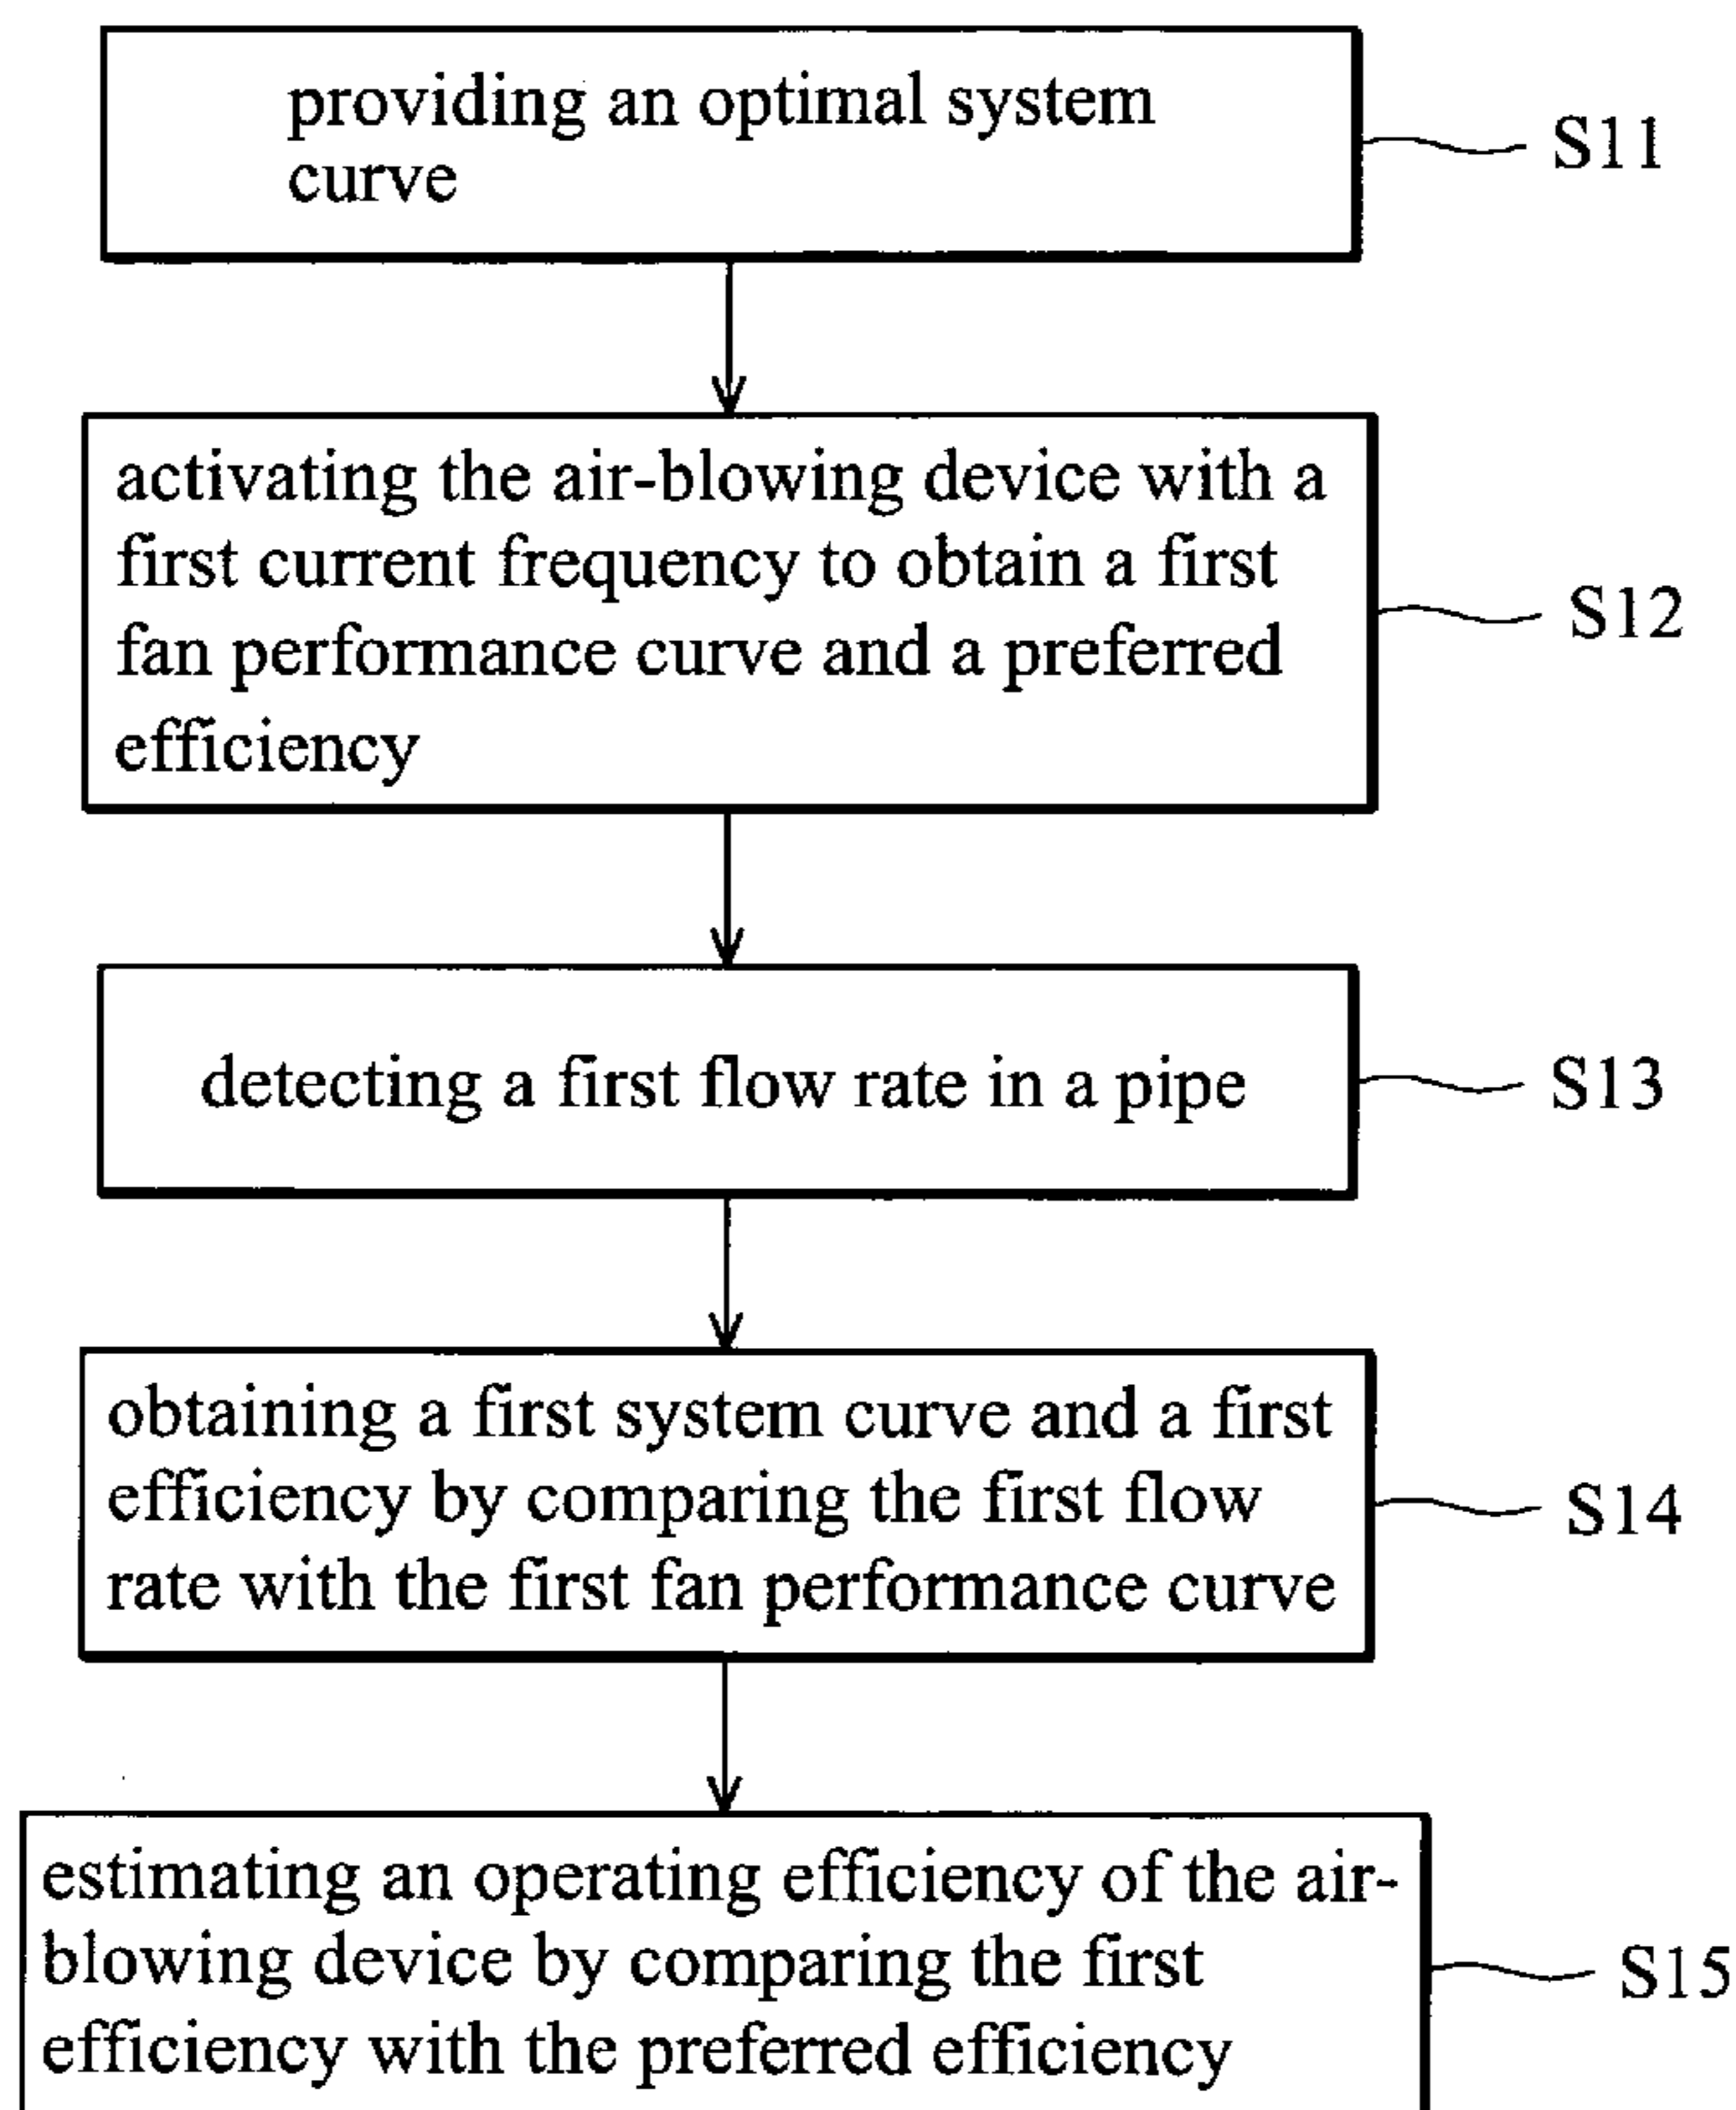 providing an optimal system
curve
S11
activating the air-blowing device with a
first current frequency to obtain a first
fan performance curve and a preferred
efficiency
S12
detecting a first flow rate in a pipe
S13
obtaining a first system curve and a first
efficiency by comparing the first flow
rate with the first fan performance curve
S14
estimating an operating efficiency of the air-
blowing device by comparing the first
efficiency with the preferred efficiency
S15